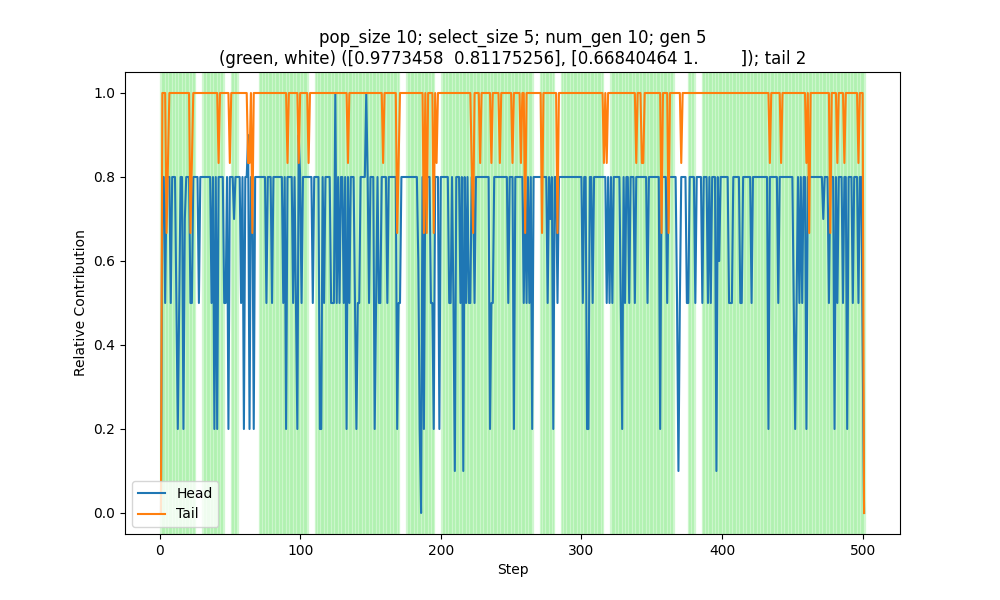 pop_size 10; select_size 5; num_gen 10; gen 5
(green, white) ([0.9773458 0.81175256], [0.66840464 1. ]); tail 2
Relative Contribution
1.0
0.8
0.6
0.4
0.2
0.0
Head
Tail
0 100 200 300 400 500
Step